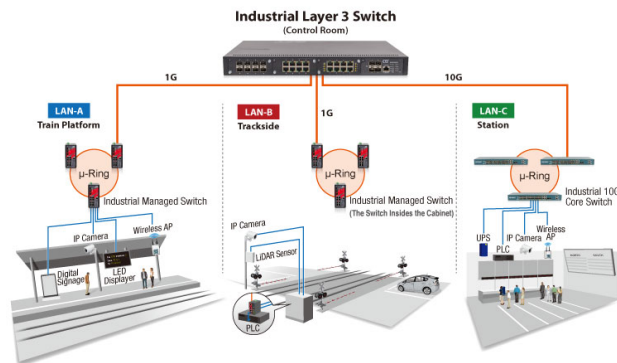 Industrial Layer 3 Switch
(Control Room)
1G
10G
LAN-A
Train Platform
LAN-B
Trackside
1G
LAN-C
Station
μ-Ring
μ-Ring
μ-Ring
Industrial Managed Switch
Industrial Managed Switch
(The Switch Inside the Cabinet)
Industrial 10G
Core Switch
IP Camera
Wireless AP
Digital
Signage
LED
Displayer
IP Camera
LiDAR Sensor
PLC
UPS
PLC
IP Camera
Wireless
AP